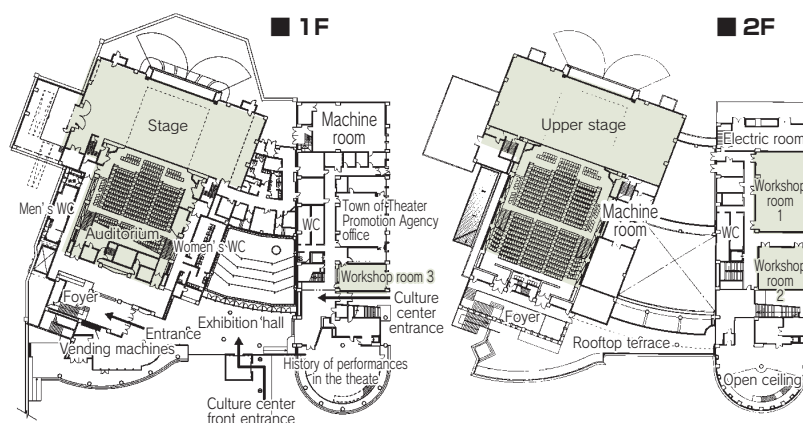 ■ 1F
Stage
Machine
room
Men's WC
Auditorium
Women's WC
WC
Town of Theater
Promotion Agency
office
Workshop room 3
Foyer
Entrance
Vending machines
Exhibition hall
Culture
center
entrance
History of performances
in the theate
Culture center
front entrance
■ 2F
Upper stage
Electric room
Workshop
room
1
Machine
room
WC
Workshop
room
2
Foyer
Rooftop terrace
Open ceiling